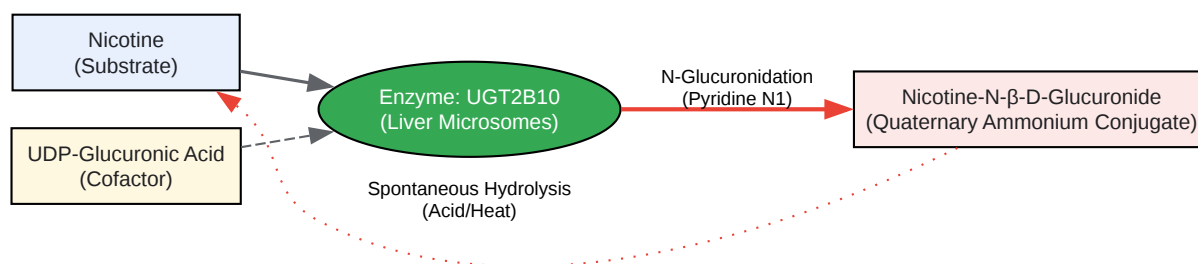 Nicotine
(Substrate)
UDP-Glucuronic Acid
(Cofactor)
Enzyme: UGT2B10
(Liver Microsomes)
Spontaneous Hydrolysis
(Acid/Heat)
N-Glucuronidation
(Pyridine N1)
Nicotine-N-β-D-Glucuronide
(Quaternary Ammonium Conjugate)